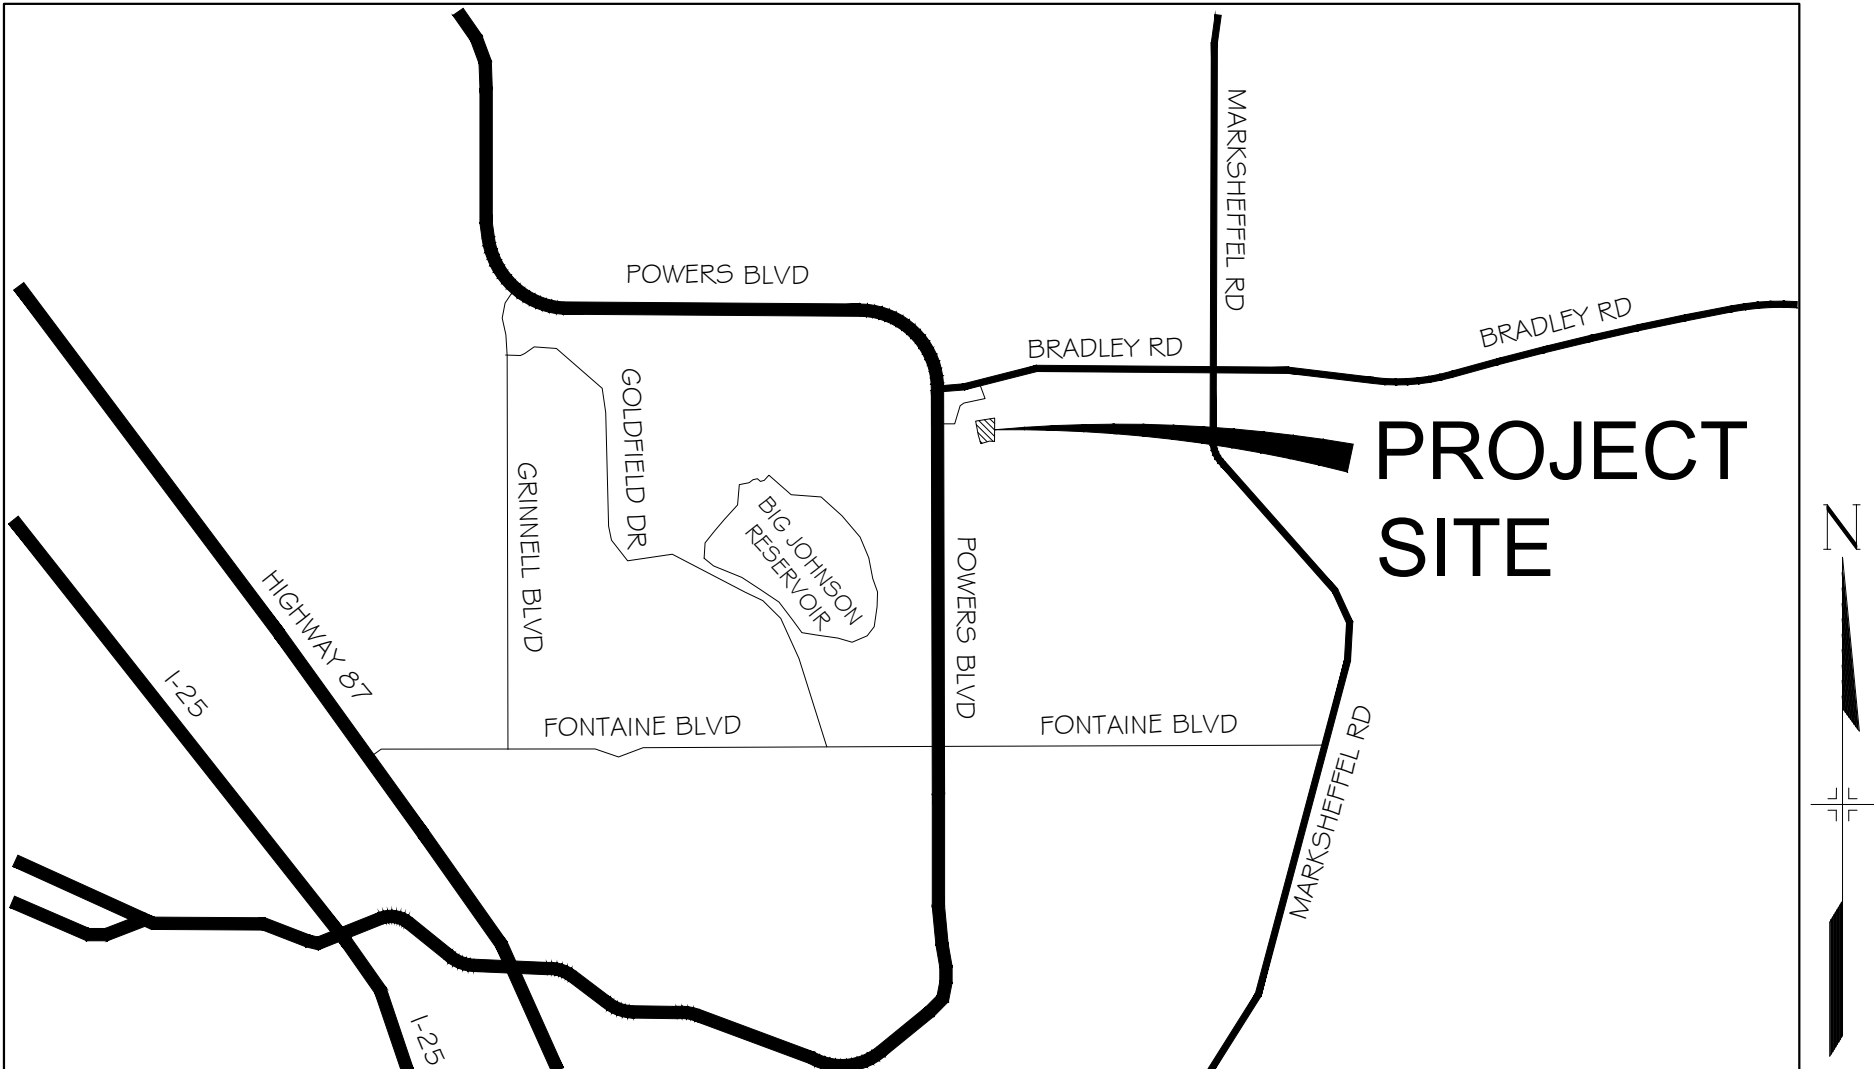 MARKSHEFFEL RD
POWERS BLVD
BRADLEY RD
BRADLEY RD
GOLDFIELD DR
PROJECT
SITE
GRINNELL BLVD
BIG JOHNSON
RESERVOIR
N
POWERS BLVD
HIGHWAY 87
I-25
FONTAINE BLVD
FONTAINE BLVD
MARKSHEFFEL RD
I-25